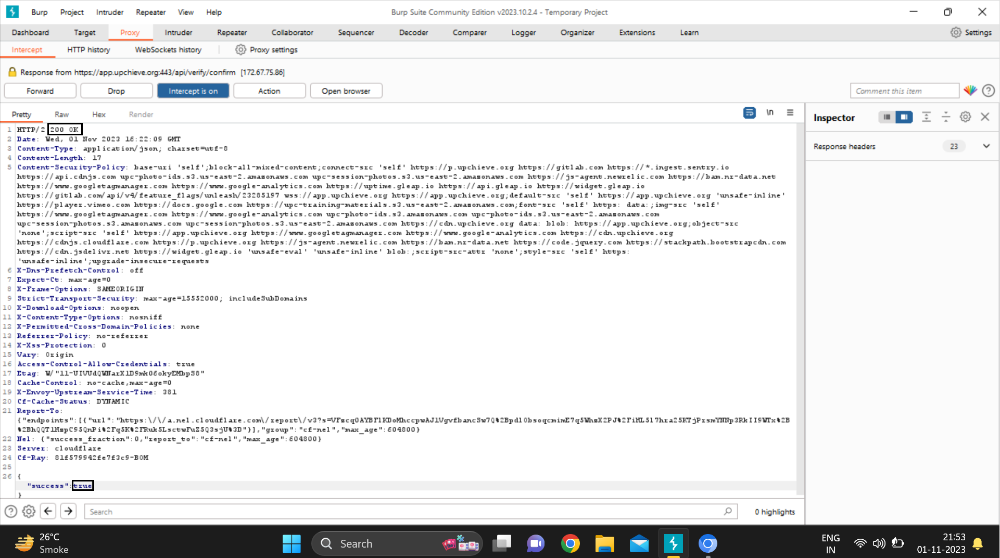 Burp Project Intruder Repeater View Help Burp Suite Community Edition v2023.10.2.4 - Temporary Project
Dashboard Target Proxy Intruder Repeater Collaborator Sequencer Decoder Comparer Logger Organizer Extensions Learn Settings
Intercept HTTP history WebSockets history Proxy settings
Response from https://app.upchieve.org:443/api/verify/confirm [172.67.75.86]
Forward Drop Intercept is on Action Open browser Comment this item
Pretty Raw Hex Render \n Inspector
Response headers 23
1 HTTP/2 200 OK
2 Date: Wed, 01 Nov 2023 16:22:09 GMT
3 Content-Type: application/json; charset=utf-8
4 Content-Length: 17
5 Content-Security-Policy: base-uri 'self';block-all-mixed-content;connect-src 'self' https://p.upchieve.org https://gitlab.com https://*.ingest.sentry.io
https://api.cdnjs.com upc-photo-ids.s3.us-east-2.amazonaws.com upc-session-photos.s3.us-east-2.amazonaws.com https://js-agent.newrelic.com https://bam.nr-data.net
https://www.googletagmanager.com https://www.google-analytics.com https://uptime.gleap.io https://api.gleap.io https://widget.gleap.io
https://gitlab.com/api/v4/feature_flags/unleash/23285197 wss://app.upchieve.org https://app.upchieve.org;default-src 'self' https://app.upchieve.org 'unsafe-inline'
https://player.vimeo.com https://docs.google.com https://upc-training-materials.s3.us-east-2.amazonaws.com;font-src 'self' https: data:;img-src 'self'
https://www.googletagmanager.com https://www.google-analytics.com upc-photo-ids.s3.amazonaws.com upc-photo-ids.s3.us-east-2.amazonaws.com
upc-session-photos.s3.amazonaws.com upc-session-photos.s3.us-east-2.amazonaws.com https://cdn.upchieve.org data: blob: https://app.upchieve.org;object-src
'none';script-src 'self' https://app.upchieve.org https://www.googletagmanager.com https://www.google-analytics.com https://cdn.upchieve.org
https://cdnjs.cloudflare.com https://p.upchieve.org https://js-agent.newrelic.com https://bam.nr-data.net https://code.jquery.com https://stackpath.bootstrapcdn.com
https://cdn.jsdelivr.net https://widget.gleap.io 'unsafe-eval' 'unsafe-inline' blob:;script-src-attr 'none';style-src 'self' https:
'unsafe-inline';upgrade-insecure-requests
6 X-Dns-Prefetch-Control: off
7 Expect-Ct: max-age=0
8 X-Frame-Options: SAMEORIGIN
9 Strict-Transport-Security: max-age=15552000; includeSubDomains
10 X-Download-Options: noopen
11 X-Content-Type-Options: nosniff
12 X-Permitted-Cross-Domain-Policies: none
13 Referrer-Policy: no-referrer
14 X-Xss-Protection: 0
15 Vary: Origin
16 Access-Control-Allow-Credentials: true
17 Etag: W/"11-UIVUdQWNarX1D9mk06okyEMbpS8"
18 Cache-Control: no-cache,max-age=0
19 X-Envoy-Upstream-Service-Time: 381
20 Cf-Cache-Status: DYNAMIC
21 Report-To:
{"endpoints":[{"url":"https:\/\/a.nel.cloudflare.com\/report\/v3?s=
"}],"group":"cf-nel","max_age":604800}
22 Nel: {"success_fraction":0,"report_to":"cf-nel","max_age":604800}
23 Server: cloudflare
24 Cf-Ray: 81f579942fe7f3c9-BOM
25
26 {
"success":true
}
Search 0 highlights
26°C
Smoke
Search
ENG
IN
21:53
01-11-2023